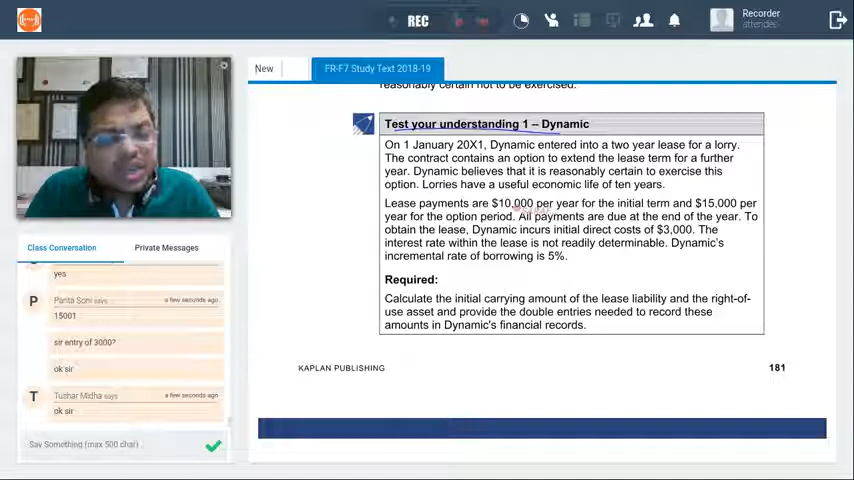 REC
Recorder
attendee
New
FR-F7 Study Text 2018-19
reasonably certain not to be exercised.
Test your understanding 1 – Dynamic
On 1 January 20X1, Dynamic entered into a two year lease for a lorry.
The contract contains an option to extend the lease term for a further
year. Dynamic believes that it is reasonably certain to exercise this
option. Lorries have a useful economic life of ten years.
Lease payments are $10,000 per year for the initial term and $15,000 per
year for the option period. All payments are due at the end of the year. To
obtain the lease, Dynamic incurs initial direct costs of $3,000. The
interest rate within the lease is not readily determinable. Dynamic's
incremental rate of borrowing is 5%.
Required:
Calculate the initial carrying amount of the lease liability and the right-of-
use asset and provide the double entries needed to record these
amounts in Dynamic's financial records.
KAPLAN PUBLISHING
181
Class Conversation
Private Messages
yes
P
Parita Soni says
a few seconds ago
15001
sir entry of 3000?
ok sir
T
Tushar Midha says
a few seconds ago
ok sir
Say Something (max 500 char)